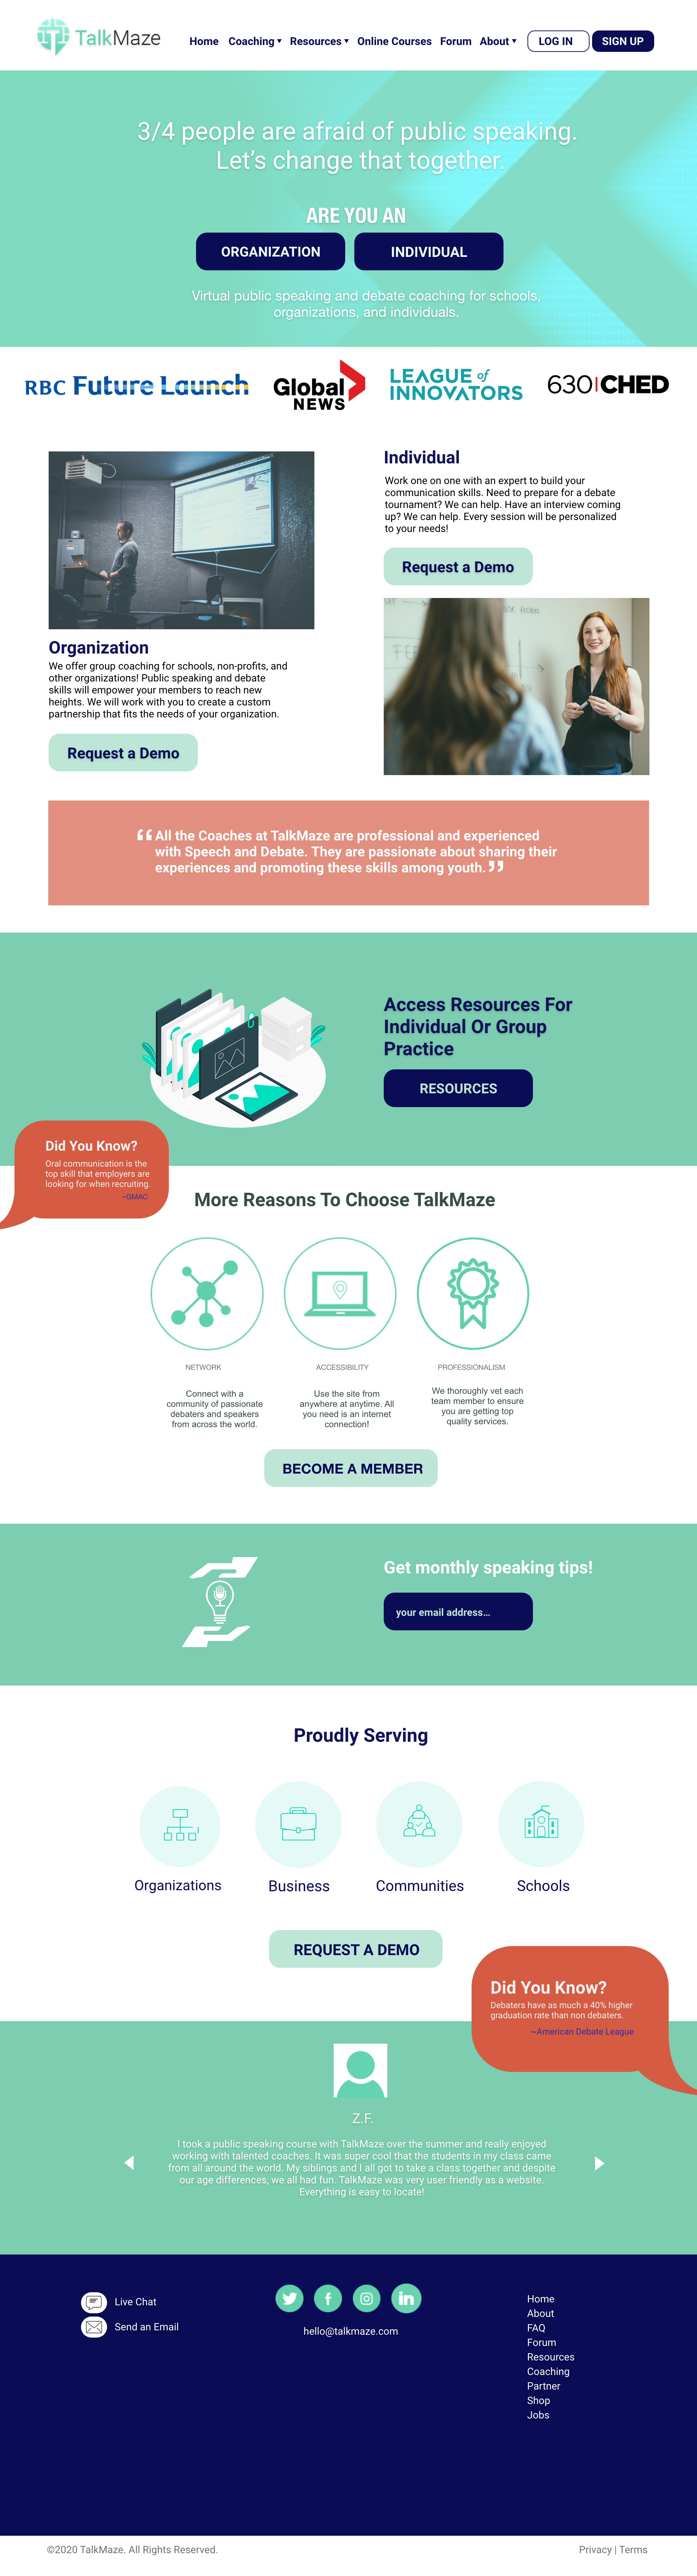 TalkMaze
Home Coaching Resources Online Courses Forum About LOG IN SIGN UP
3/4 people are afraid of public speaking.
Let's change that together.
ARE YOU AN
ORGANIZATION INDIVIDUAL
Virtual public speaking and debate coaching for schools,
organizations, and individuals.
RBC Future Launch
Global
NEWS
LEAGUE of
INNOVATORS
630 CHED
Individual
Work one on one with an expert to build your
communication skills. Need to prepare for a debate
tournament? We can help. Have an interview coming
up? We can help. Every session will be personalized
to your needs!
Request a Demo
Organization
We offer group coaching for schools, non-profits, and
other organizations! Public speaking and debate
skills will empower your members to reach new
heights. We will work with you to create a custom
partnership that fits the needs of your organization.
Request a Demo
“All the Coaches at TalkMaze are professional and experienced
with Speech and Debate. They are passionate about sharing their
experiences and promoting these skills among youth.”
Access Resources For
Individual Or Group
Practice
RESOURCES
Did You Know?
Oral communication is the
top skill that employers are
looking for when recruiting.
~GMAC
More Reasons To Choose TalkMaze
NETWORK
Connect with a
community of passionate
debaters and speakers
from across the world.
ACCESSIBILITY
Use the site from
anywhere at anytime. All
you need is an internet
connection!
PROFESSIONALISM
We thoroughly vet each
team member to ensure
you are getting top
quality services.
BECOME A MEMBER
Get monthly speaking tips!
your email address...
Proudly Serving
Organizations Business Communities Schools
REQUEST A DEMO
Did You Know?
Debaters have as much a 40% higher
graduation rate than non debaters.
~American Debate League
Z.F.
I took a public speaking course with TalkMaze over the summer and really enjoyed
working with talented coaches. It was super cool that the students in my class came
from all around the world. My siblings and I all got to take a class together and despite
our age differences, we all had fun. TalkMaze was very user friendly as a website.
Everything is easy to locate!
Live Chat
Send an Email
hello@talkmaze.com
Home
About
FAQ
Forum
Resources
Coaching
Partner
Shop
Jobs
©2020 TalkMaze. All Rights Reserved.
Privacy | Terms